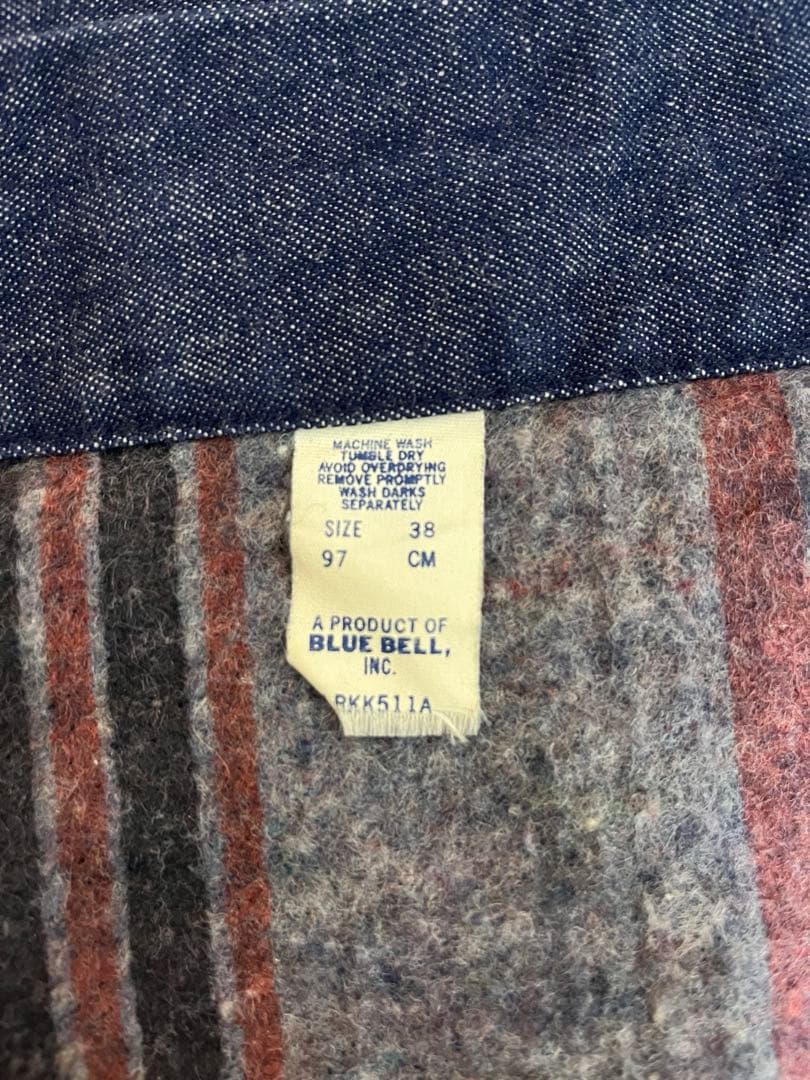 MACHINE WASH
TUMBLE DRY
AVOID OVERDRYING
REMOVE PROMPTLY
WASH DARKS
SEPARATELY
SIZE 38
97 CM
A PRODUCT OF
BLUE BELL,
INC.
RKK511A